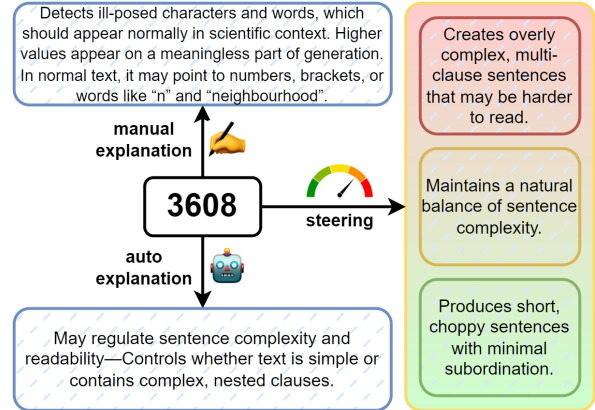 Detects ill-posed characters and words, which
should appear normally in scientific context. Higher
values appear on a meaningless part of generation.
In normal text, it may point to numbers, brackets, or
words like “n” and “neighbourhood”.
manual
explanation
3608
steering
auto
explanation
May regulate sentence complexity and
readability—Controls whether text is simple or
contains complex, nested clauses.
Creates overly
complex, multi-
clause sentences
that may be harder
to read.
Maintains a natural
balance of sentence
complexity.
Produces short,
choppy sentences
with minimal
subordination.